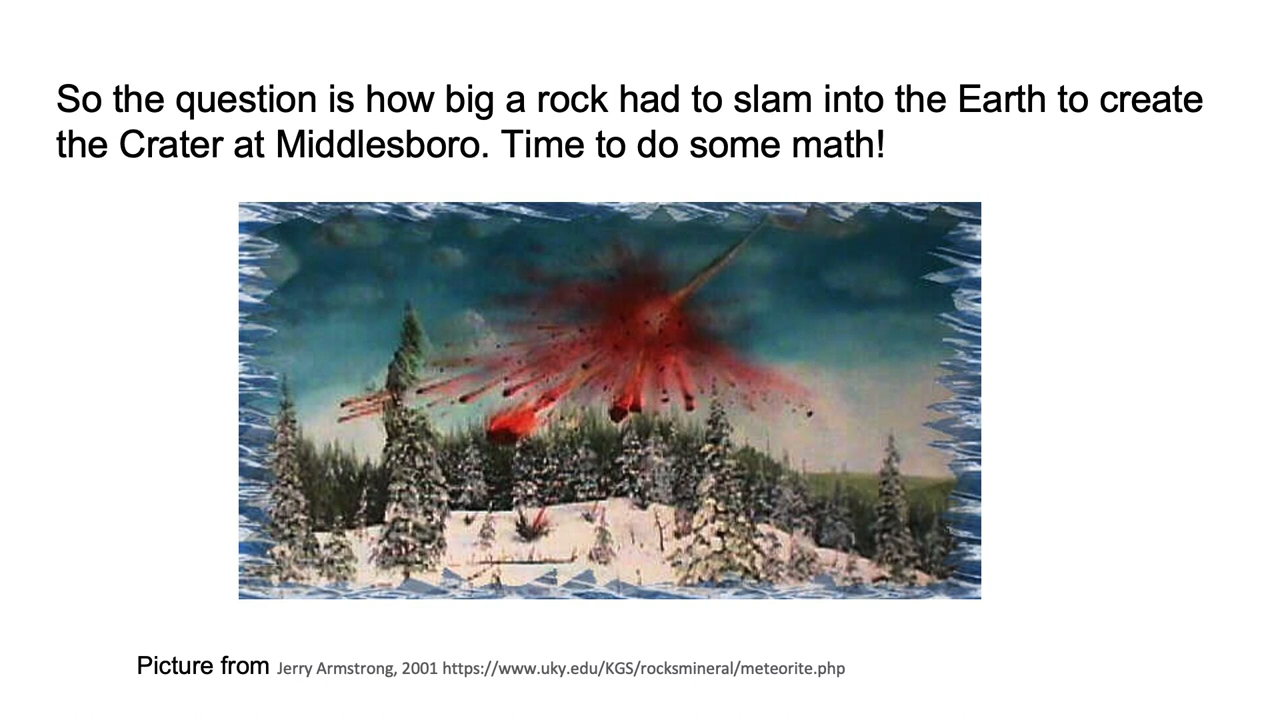 So the question is how big a rock had to slam into the Earth to create
the Crater at Middlesboro. Time to do some math!
Picture from Jerry Armstrong, 2001 https://www.uky.edu/KGS/rocksmineral/meteorite.php